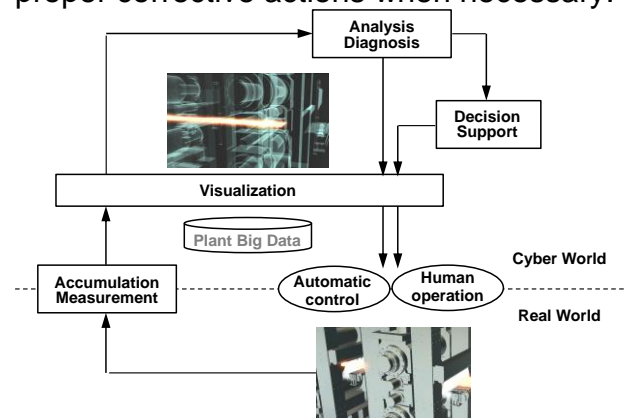 proper corrective actions when necessary.
Analysis
Diagnosis
Decision
Support
Visualization
Plant Big Data
Cyber World
Accumulation
Measurement
Automatic
control
Human
operation
Real World